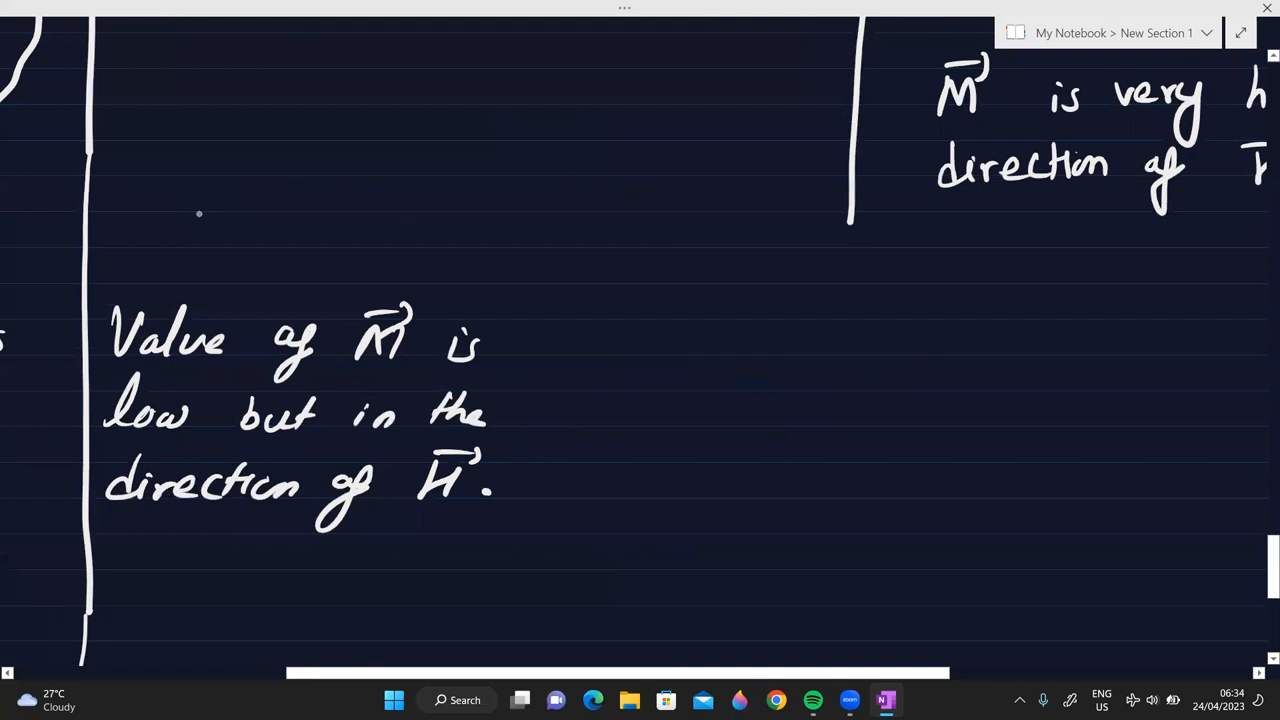 My Notebook > New Section 1
M⃗ is very h
direction of
Value of M⃗ is
low but in the
direction of H⃗.
27°C
Cloudy
Search
zoom
ENG
US
06:34
24/04/2023